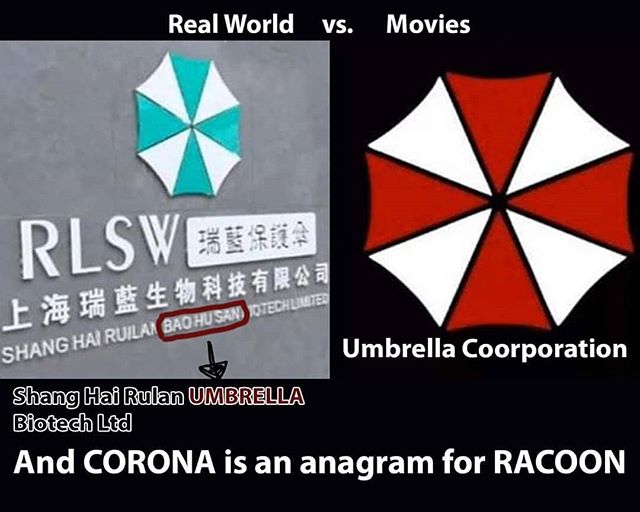 Real World vs. Movies
RLSW 瑞藍保護傘
上海瑞藍生物科技有限公司
SHANG HAI RUILAN BAO HU SAN BIOTECH LIMITED
Umbrella Coorporation
Shang Hai Rulan UMBRELLA
Biotech Ltd
And CORONA is an anagram for RACOON